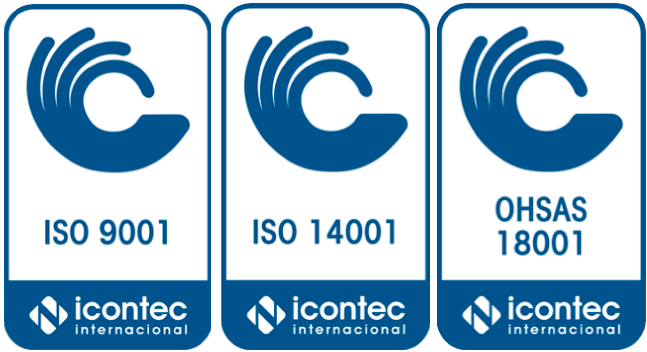 ISO 9001
icontec
internacional
ISO 14001
icontec
internacional
OHSAS
18001
icontec
internacional